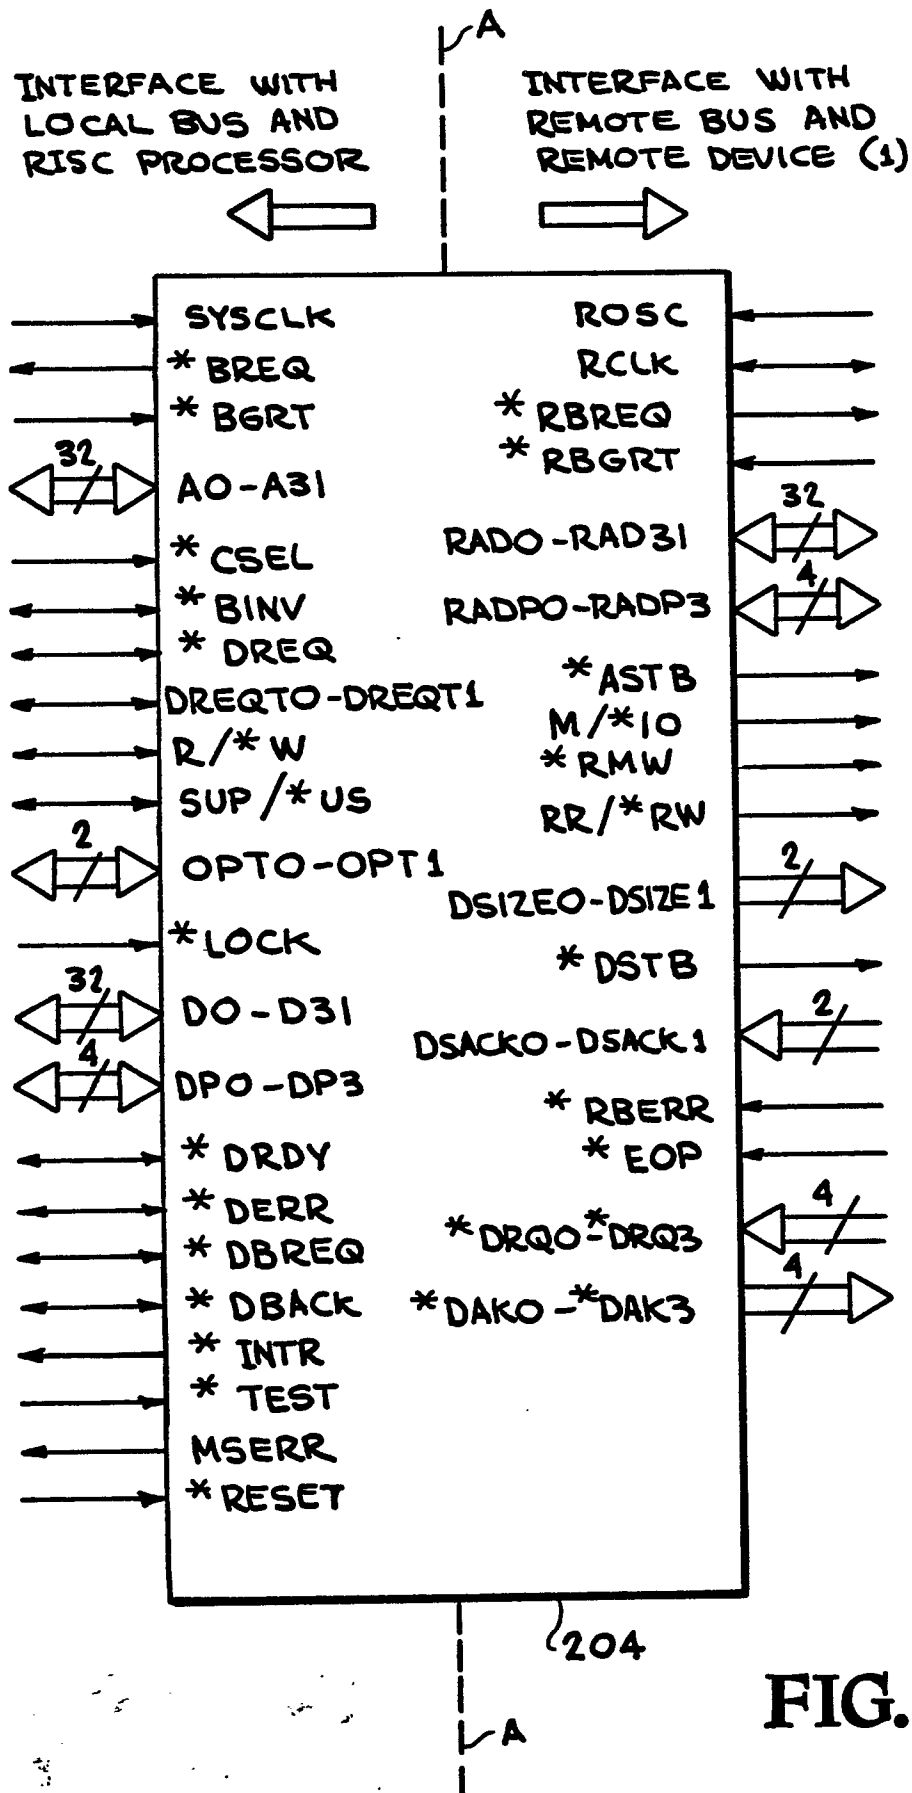 A
INTERFACE WITH
LOCAL BUS AND
RISC PROCESSOR
INTERFACE WITH
REMOTE BUS AND
REMOTE DEVICE (1)
SYSCLK
*BREQ
*BGRT
32
A0-A31
*CSEL
*BINV
*DREQ
DREQT0-DREQT1
R/*W
SUP/*US
2
OPT0-OPT1
*LOCK
32
D0-D31
4
DP0-DP3
*DRDY
*DERR
*DBREQ
*DBACK
*INTR
*TEST
MSERR
*RESET
ROSC
RCLK
*RBREQ
*RBGRT
32
RAD0-RAD31
4
RADP0-RADP3
*ASTB
M/*IO
*RMW
RR/*RW
2
DSIZE0-DSIZE1
*DSTB
2
DSACK0-DSACK1
*RBERR
*EOP
4
*DRQ0-*DRQ3
4
*DAK0-*DAK3
204
FIG.
A